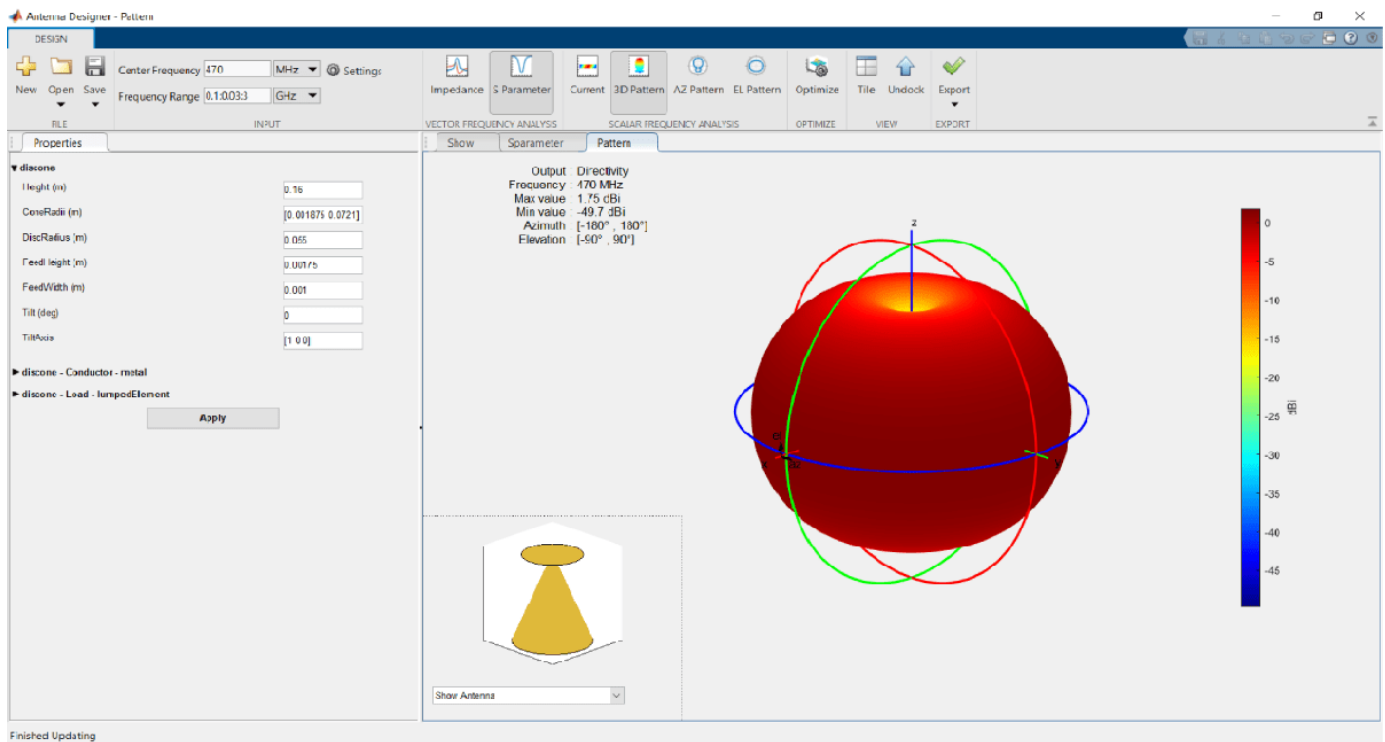 Antenna Designer - Pattern
DESIGN
New
Open
Save
FILE
Center Frequency 470 MHz
Frequency Range 0.1:0.03:3 GHz
Settings
INPUT
Impedance
S Parameter
VECTOR FREQUENCY ANALYSIS
Current
3D Pattern
AZ Pattern
EL Pattern
SCALAR FREQUENCY ANALYSIS
Optimize
OPTIMIZE
Tile
Undock
VIEW
Export
EXPORT
Properties
discone
Height (m) 0.16
ConeRadii (m) [0.001875 0.0721]
DiscRadius (m) 0.055
FeedHeight (m) 0.00175
FeedWidth (m) 0.001
Tilt (deg) 0
TiltAxis [1 0 0]
discone - Conductor - metal
discone - Load - lumpedElement
Apply
Show
Sparameter
Pattern
Output : Directivity
Frequency : 470 MHz
Max value : 1.75 dBi
Min value : -49.7 dBi
Azimuth : [-180° , 180°]
Elevation : [-90° , 90°]
z
x
az
y
0
-5
-10
-15
-20
-25
-30
-35
-40
-45
dBi
Show Antenna
Finished Updating